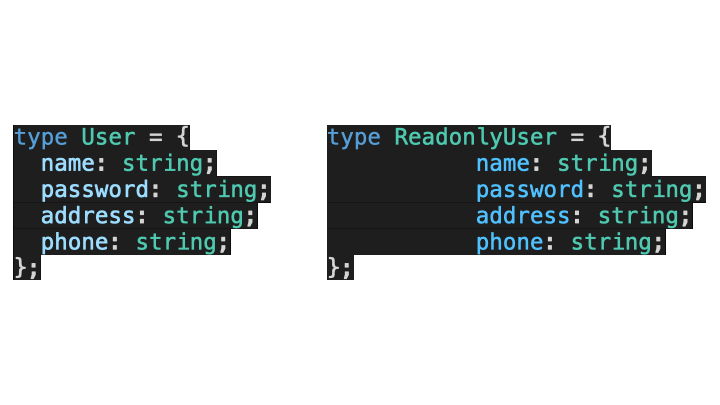 type User = {
name: string;
password: string;
address: string;
phone: string;
};
type ReadonlyUser = {
name: string;
password: string;
address: string;
phone: string;
};